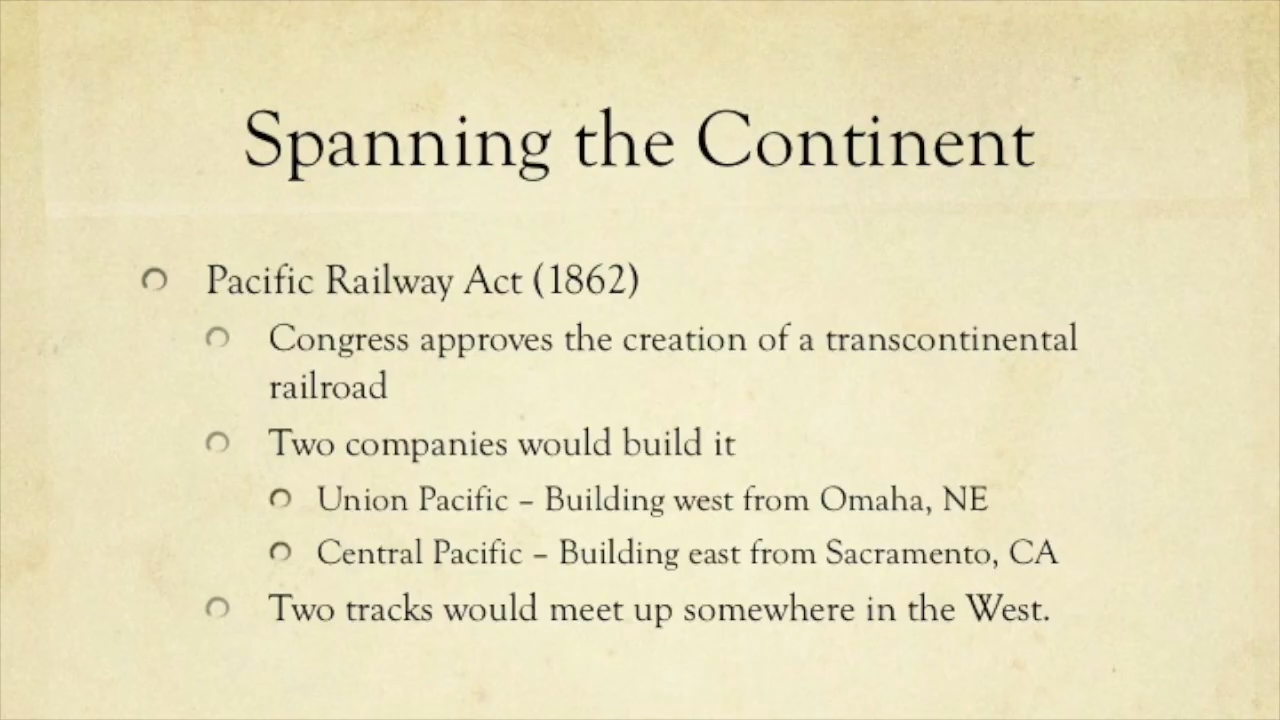 Spanning the Continent
Pacific Railway Act (1862)
Congress approves the creation of a transcontinental
railroad
Two companies would build it
Union Pacific – Building west from Omaha, NE
Central Pacific – Building east from Sacramento, CA
Two tracks would meet up somewhere in the West.